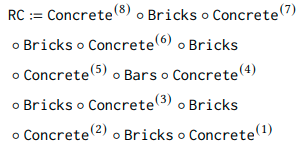 RC := Concrete⁽⁸⁾ ∘ Bricks ∘ Concrete⁽⁷⁾
∘ Bricks ∘ Concrete⁽⁶⁾ ∘ Bricks
∘ Concrete⁽⁵⁾ ∘ Bars ∘ Concrete⁽⁴⁾
∘ Bricks ∘ Concrete⁽³⁾ ∘ Bricks
∘ Concrete⁽²⁾ ∘ Bricks ∘ Concrete⁽¹⁾